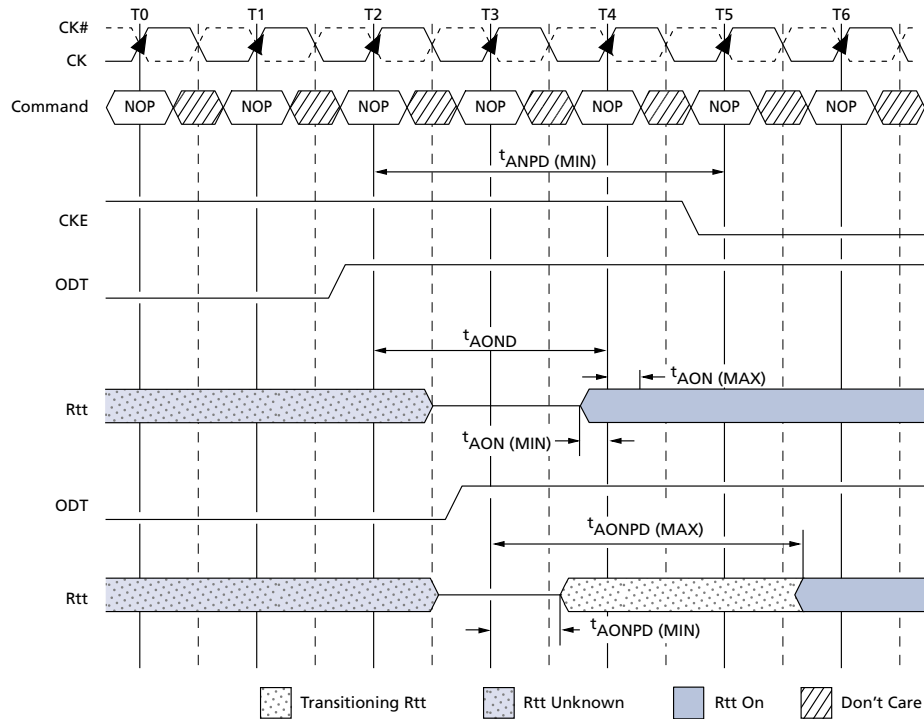 T0 T1 T2 T3 T4 T5 T6
CK#
CK
Command NOP NOP NOP NOP NOP NOP NOP
tANPD (MIN)
CKE
ODT
tAOND
tAON (MAX)
Rtt
tAON (MIN)
ODT
tAONPD (MAX)
Rtt
tAONPD (MIN)
Transitioning Rtt Rtt Unknown Rtt On Don't Care